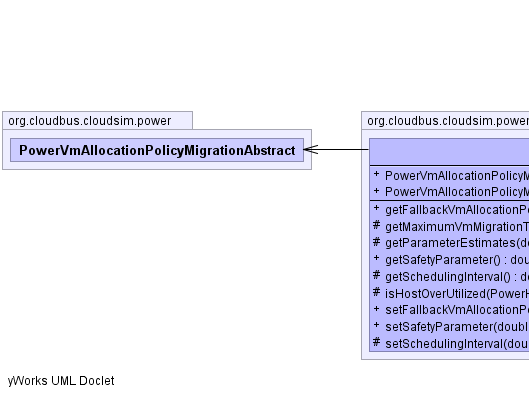 org.cloudbus.cloudsim.power
PowerVmAllocationPolicyMigrationAbstract
org.cloudbus.cloudsim.power
+ PowerVmAllocationPolicyM
+ PowerVmAllocationPolicyM
+ getFallbackVmAllocationPo
# getMaximumVmMigrationT
# getParameterEstimates(do
+ getSafetyParameter() : dou
# getSchedulingInterval() : do
# isHostOverUtilized(PowerH
+ setFallbackVmAllocationPo
+ setSafetyParameter(doubl
# setSchedulingInterval(dou
yWorks UML Doclet